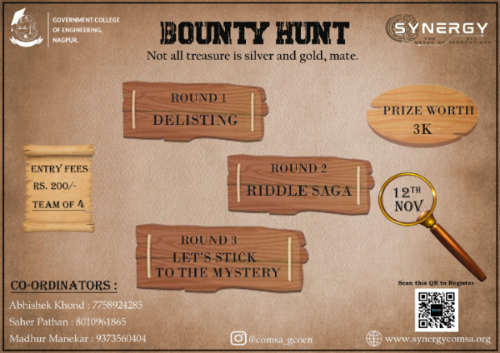 GOVERNMENT COLLEGE
OF ENGINEERING,
NAGPUR.
BOUNTY HUNT
Not all treasure is silver and gold, mate.
SYNERGY
ROUND 1
DELISTING
PRIZE WORTH
3K
ENTRY FEES
RS. 200/-
TEAM OF 4
ROUND 2
RIDDLE SAGA
12TH
NOV
ROUND 3
LET'S STICK
TO THE MYSTERY
CO-ORDINATORS :
Abhishek Khond : 7758924285
Saher Pathan : 8010961865
Madhur Manekar : 9373560404
@comsa_gcoen
Scan this QR to Register
www.synergycomsa.org